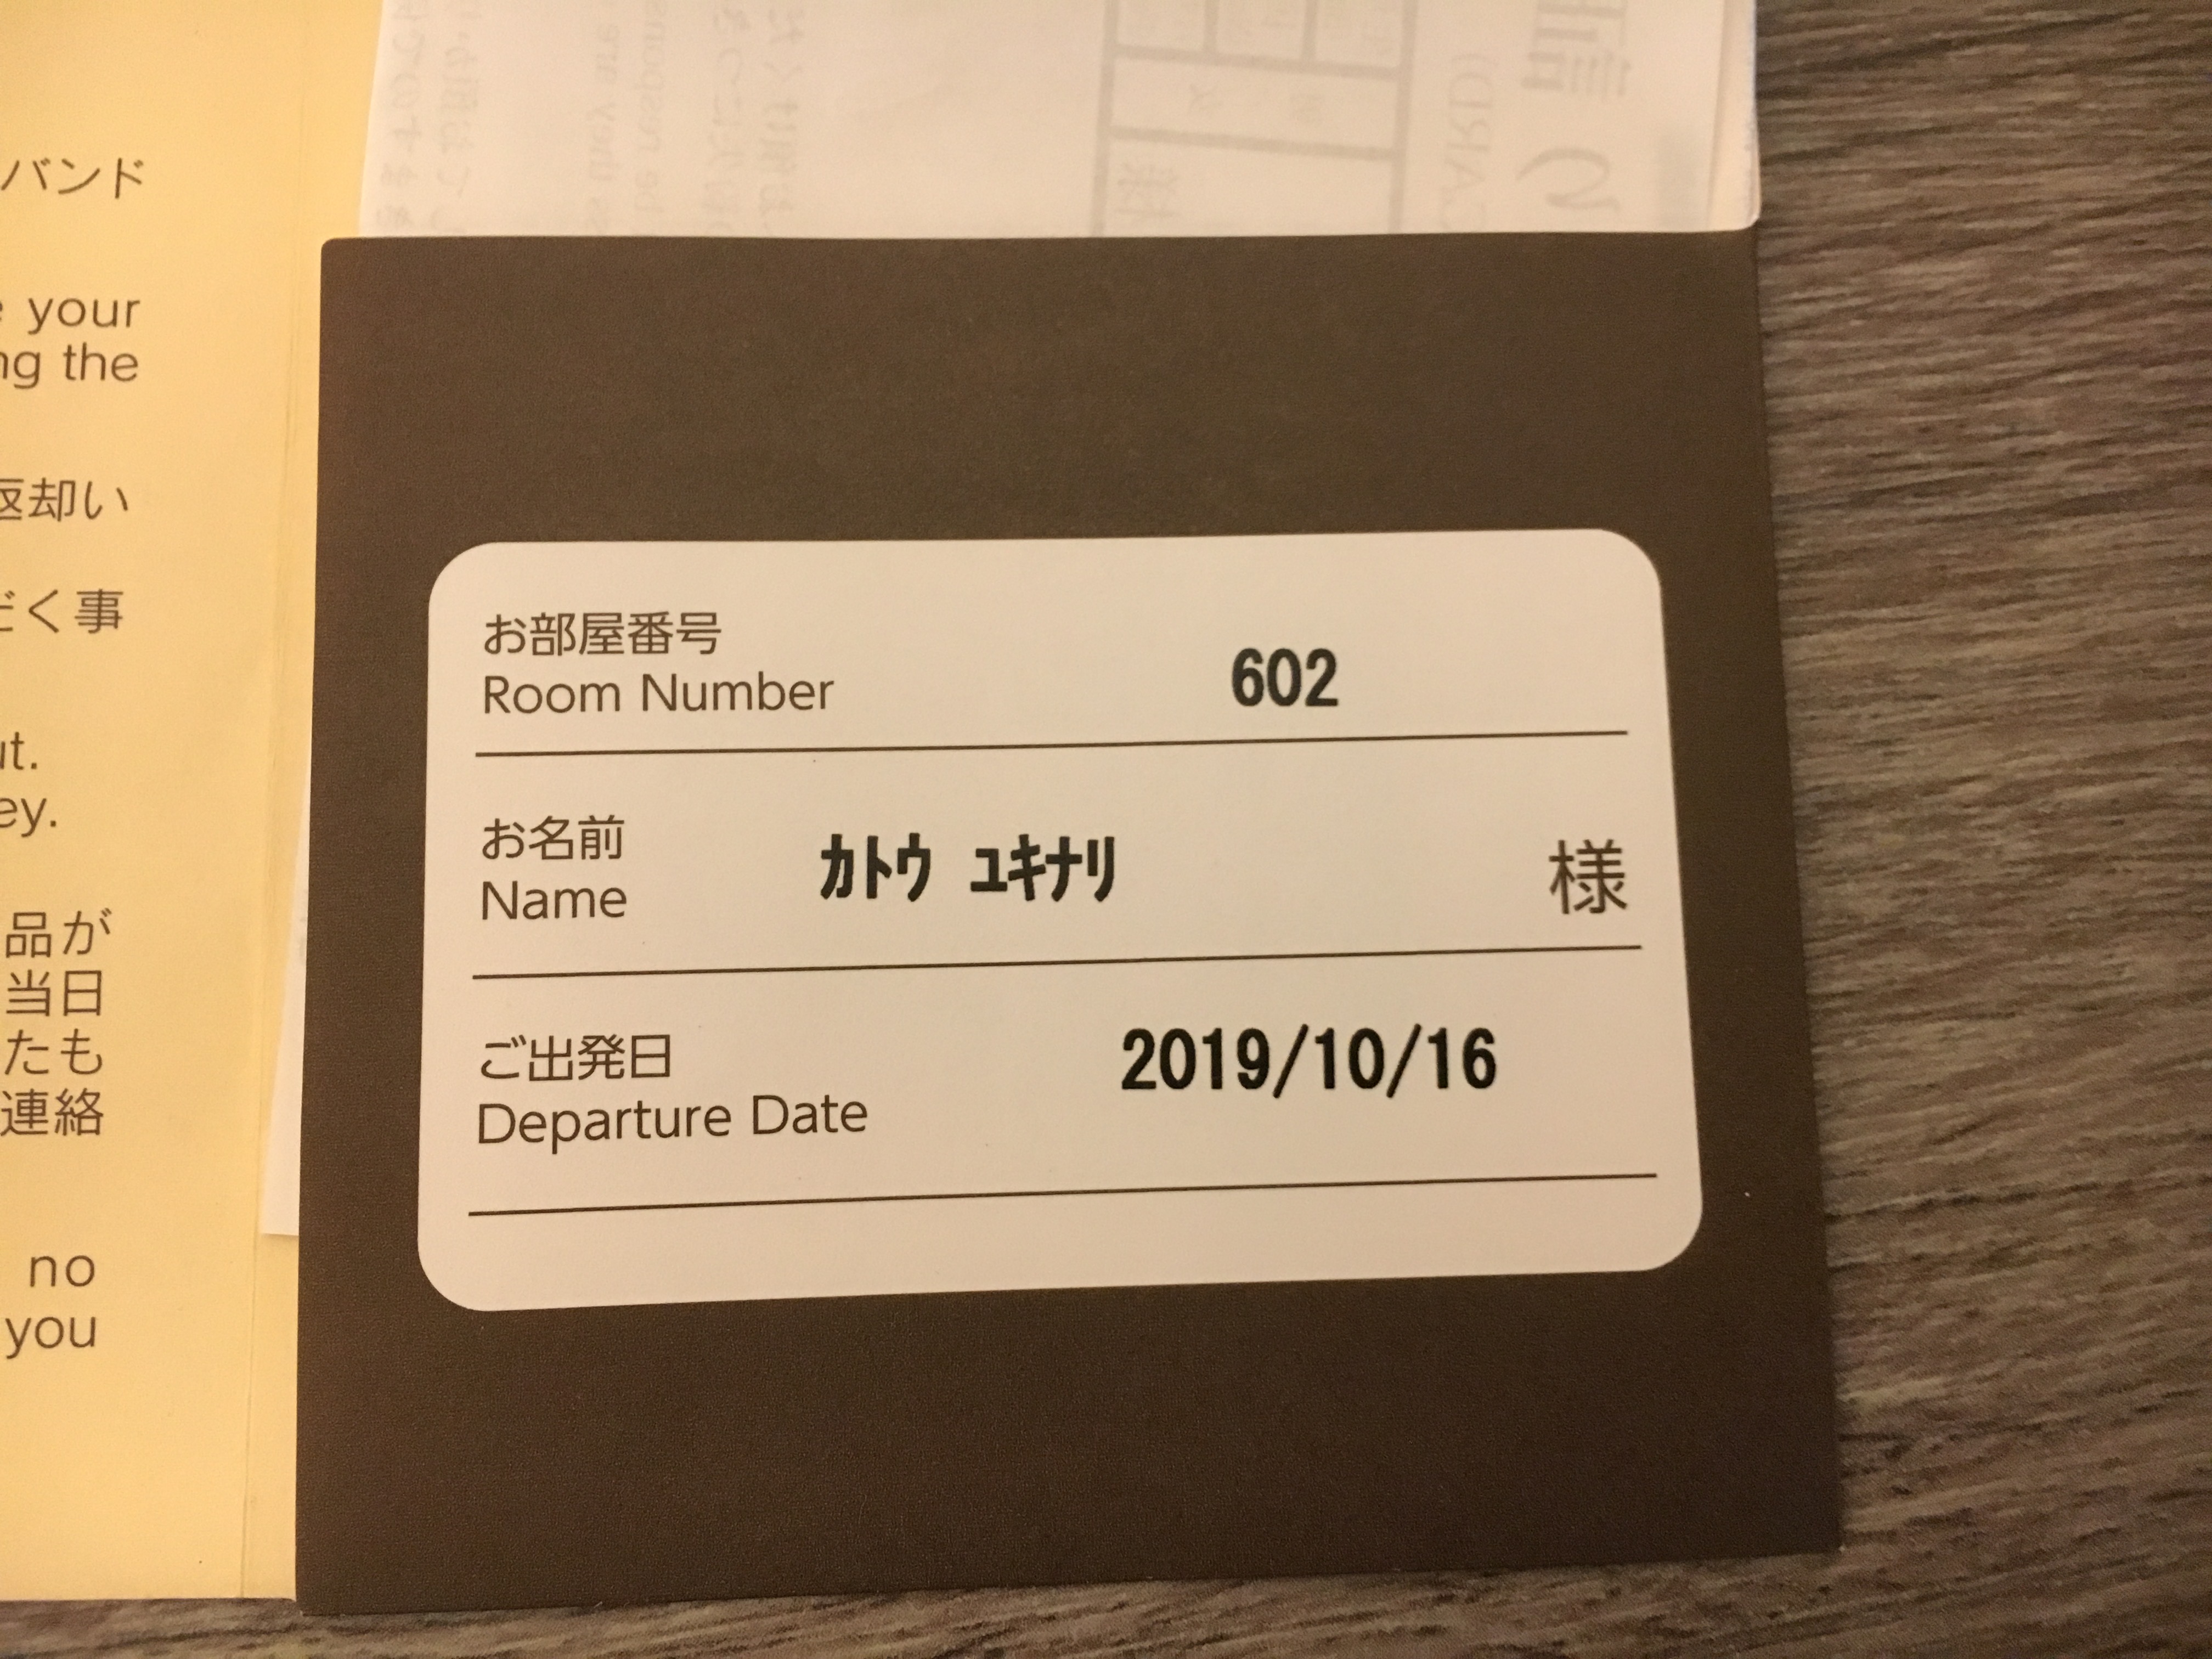 バンド
your
ng the
返却い
だく事
ut.
ey.
品が
当日
たも
連絡
no
you
お部屋番号
Room Number
602
お名前
Name
ｶﾄｳ ﾕｷﾅﾘ
様
ご出発日
Departure Date
2019/10/16